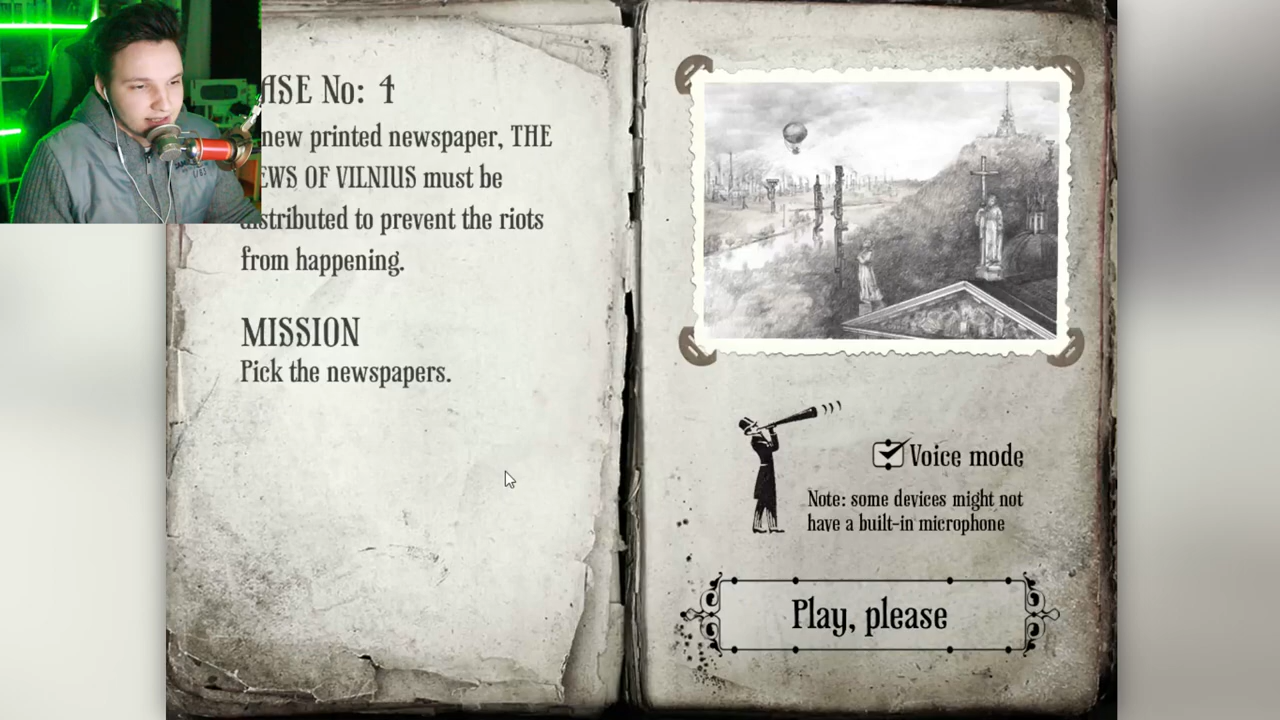 ASE No: 4
new printed newspaper, THE
EWS OF VILNIUS must be
distributed to prevent the riots
from happening.
MISSION
Pick the newspapers.
Voice mode
Note: some devices might not
have a built-in microphone
Play, please